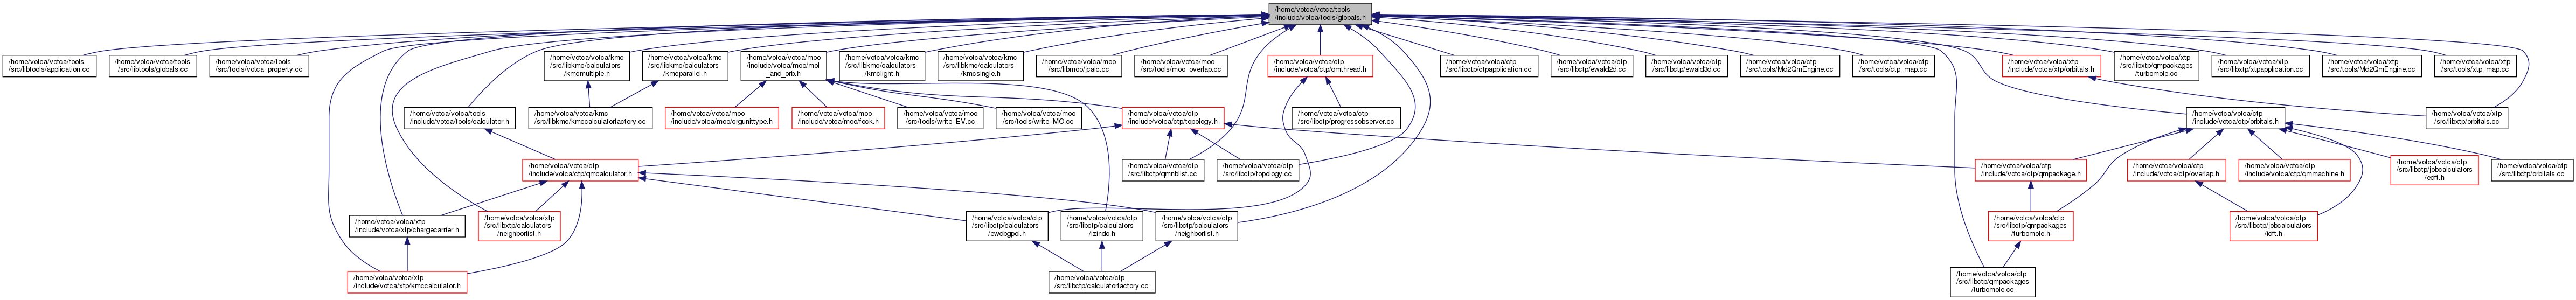 /home/votca/votca/tools
/include/votca/tools/globals.h
/home/votca/votca/tools
/src/libtools/application.cc
/home/votca/votca/tools
/src/libtools/globals.cc
/home/votca/votca/tools
/src/tools/votca_property.cc
/home/votca/votca/kmc
/src/libkmc/calculators
/kmcmultiple.h
/home/votca/votca/kmc
/src/libkmc/calculators
/kmcparallel.h
/home/votca/votca/moo
/include/votca/moo/mol
_and_orb.h
/home/votca/votca/kmc
/src/libkmc/calculators
/kmclight.h
/home/votca/votca/kmc
/src/libkmc/calculators
/kmcsingle.h
/home/votca/votca/moo
/src/libmoo/jcalc.cc
/home/votca/votca/moo
/src/tools/moo_overlap.cc
/home/votca/votca/ctp
/include/votca/ctp/qmthread.h
/home/votca/votca/ctp
/src/libctp/ctpapplication.cc
/home/votca/votca/ctp
/src/libctp/ewald2d.cc
/home/votca/votca/ctp
/src/libctp/ewald3d.cc
/home/votca/votca/ctp
/src/tools/Md2QmEngine.cc
/home/votca/votca/ctp
/src/tools/ctp_map.cc
/home/votca/votca/xtp
/include/votca/xtp/orbitals.h
/home/votca/votca/xtp
/src/libxtp/qmpackages
/turbomole.cc
/home/votca/votca/xtp
/src/libxtp/xtpapplication.cc
/home/votca/votca/xtp
/src/tools/Md2QmEngine.cc
/home/votca/votca/xtp
/src/tools/xtp_map.cc
/home/votca/votca/tools
/include/votca/tools/calculator.h
/home/votca/votca/kmc
/src/libkmc/kmccalculatorfactory.cc
/home/votca/votca/moo
/include/votca/moo/crgunittype.h
/home/votca/votca/moo
/include/votca/moo/fock.h
/home/votca/votca/moo
/src/tools/write_EV.cc
/home/votca/votca/moo
/src/tools/write_MO.cc
/home/votca/votca/ctp
/include/votca/ctp/topology.h
/home/votca/votca/ctp
/src/libctp/progressobserver.cc
/home/votca/votca/ctp
/include/votca/ctp/orbitals.h
/home/votca/votca/xtp
/src/libxtp/orbitals.cc
/home/votca/votca/ctp
/include/votca/ctp/qmcalculator.h
/home/votca/votca/ctp
/src/libctp/qmnblist.cc
/home/votca/votca/ctp
/src/libctp/topology.cc
/home/votca/votca/ctp
/include/votca/ctp/qmpackage.h
/home/votca/votca/ctp
/include/votca/ctp/overlap.h
/home/votca/votca/ctp
/include/votca/ctp/qmmachine.h
/home/votca/votca/ctp
/src/libctp/jobcalculators
/edft.h
/home/votca/votca/ctp
/src/libctp/orbitals.cc
/home/votca/votca/xtp
/include/votca/xtp/chargecarrier.h
/home/votca/votca/xtp
/src/libxtp/calculators
/neighborlist.h
/home/votca/votca/ctp
/src/libctp/calculators
/ewdbgpol.h
/home/votca/votca/ctp
/src/libctp/calculators
/izindo.h
/home/votca/votca/ctp
/src/libctp/calculators
/neighborlist.h
/home/votca/votca/ctp
/src/libctp/qmpackages
/turbomole.h
/home/votca/votca/ctp
/src/libctp/jobcalculators
/idft.h
/home/votca/votca/xtp
/include/votca/xtp/kmccalculator.h
/home/votca/votca/ctp
/src/libctp/calculatorfactory.cc
/home/votca/votca/ctp
/src/libctp/qmpackages
/turbomole.cc